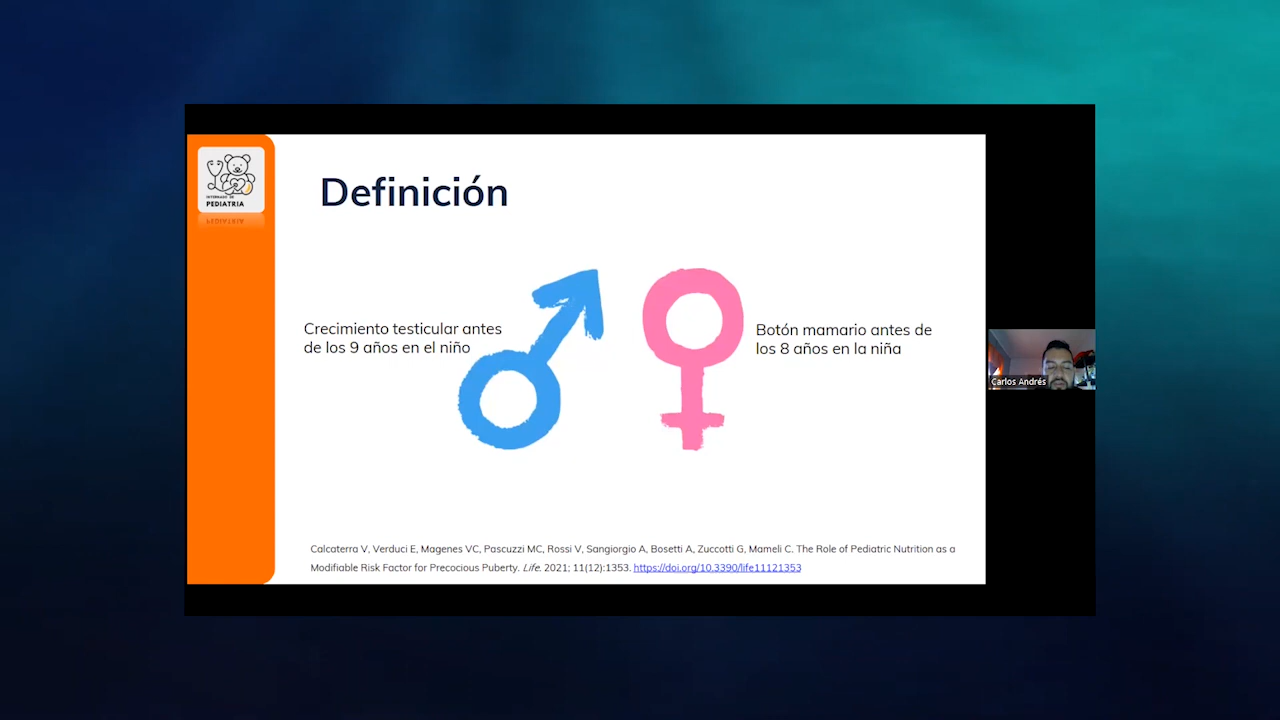 INTERNADO DE
PEDIATRIA
Definición
Crecimiento testicular antes
de los 9 años en el niño
Botón mamario antes de
los 8 años en la niña
Carlos Andrés
Calcaterra V, Verduci E, Magenes VC, Pascuzzi MC, Rossi V, Sangiorgio A, Bosetti A, Zuccotti G, Mameli C. The Role of Pediatric Nutrition as a
Modifiable Risk Factor for Precocious Puberty. Life. 2021; 11(12):1353. https://doi.org/10.3390/life11121353